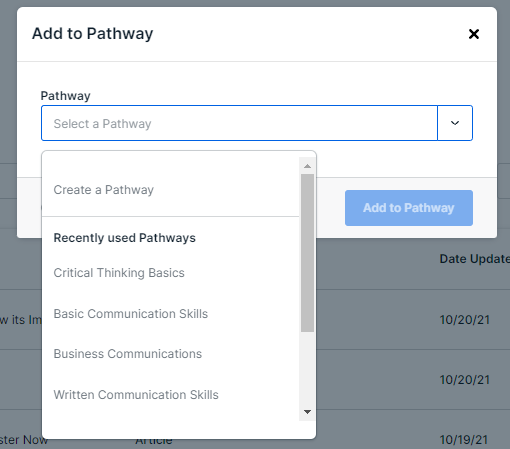 Add to Pathway
Pathway
Select a Pathway
Create a Pathway
Add to Pathway
Recently used Pathways
Date Update
Critical Thinking Basics
w its Im
Basic Communication Skills
10/20/21
Business Communications
10/20/21
Written Communication Skills
ster Now
Article
10/19/21